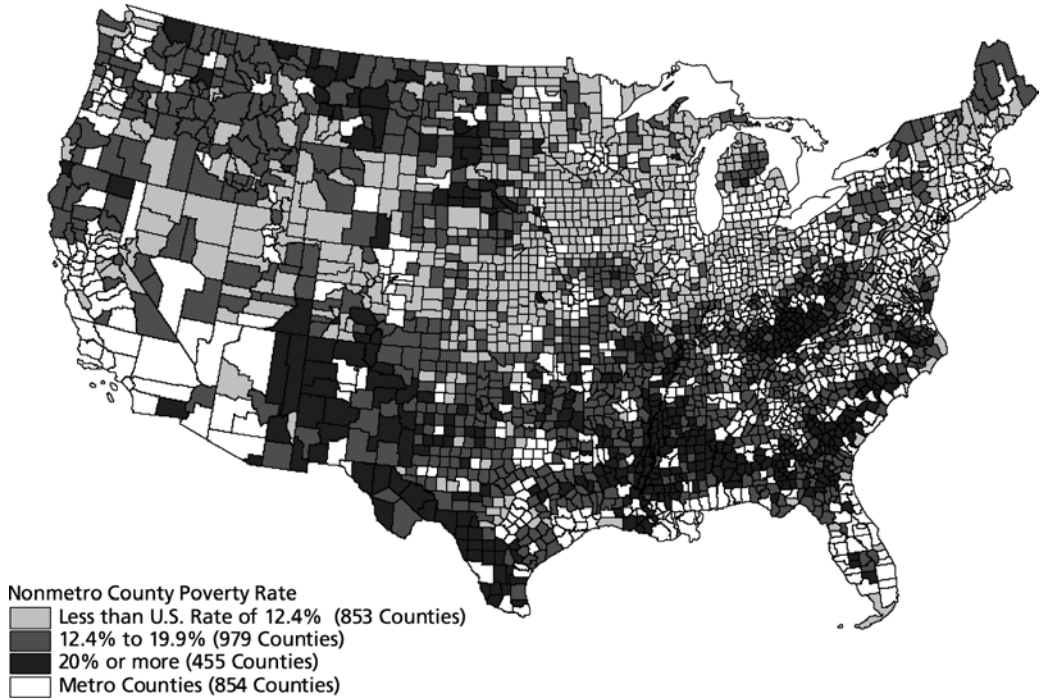 Nonmetro County Poverty Rate
Less than U.S. Rate of 12.4% (853 Counties)
12.4% to 19.9% (979 Counties)
20% or more (455 Counties)
Metro Counties (854 Counties)